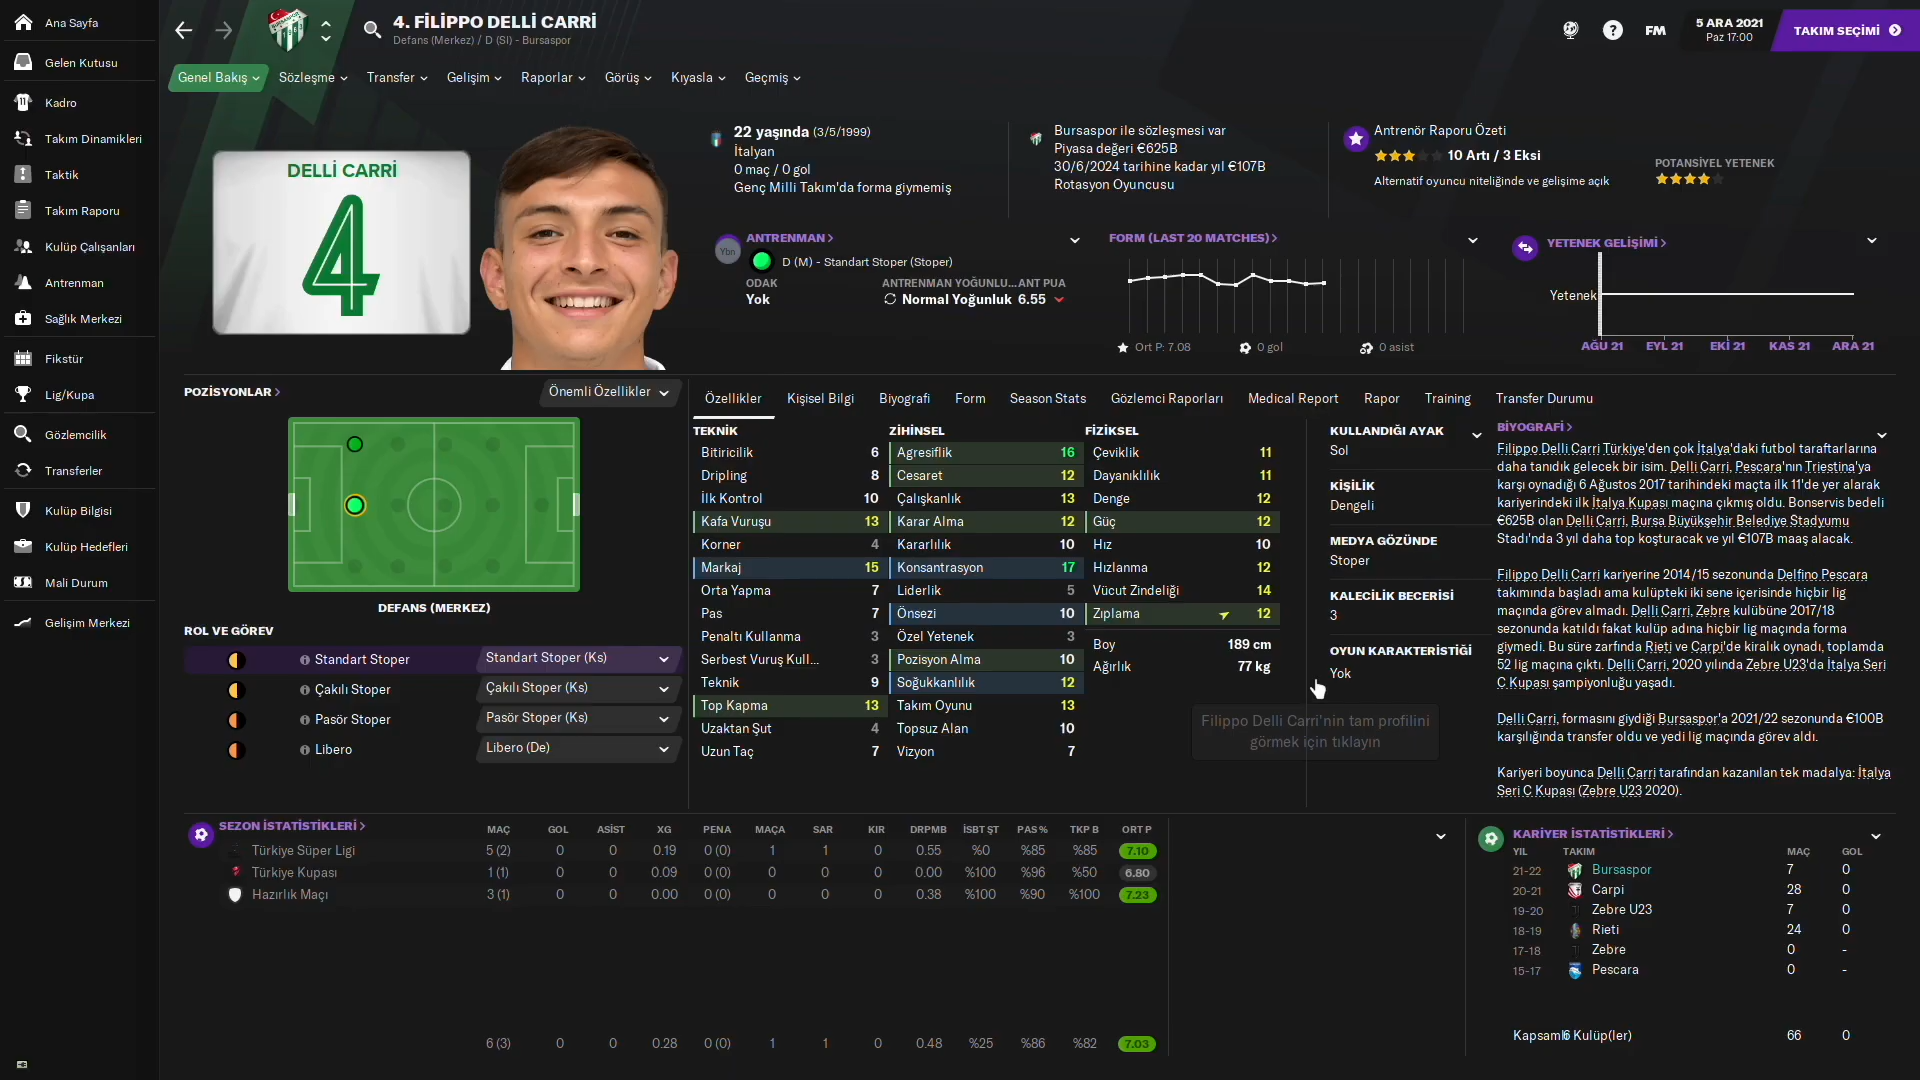 Ana Sayfa
Gelen Kutusu
Kadro
Takım Dinamikleri
Taktik
Takım Raporu
Kulüp Çalışanları
Antrenman
Sağlık Merkezi
Fikstür
Lig/Kupa
Gözlemcilik
Transferler
Kulüp Bilgisi
Kulüp Hedefleri
Mali Durum
Gelişim Merkezi
4. FİLİPPO DELLİ CARRİ
Defans (Merkez) / D (Sl) - Bursaspor
FM
5 ARA 2021
Paz 17:00
TAKIM SEÇİMİ
Genel Bakış Sözleşme Transfer Gelişim Raporlar Görüş Kıyasla Geçmiş
DELLİ CARRİ
4
22 yaşında (3/5/1999)
İtalyan
0 maç / 0 gol
Genç Milli Takım'da forma giymemiş
Bursaspor ile sözleşmesi var
Piyasa değeri €625B
30/6/2024 tarihine kadar yıl €107B
Rotasyon Oyuncusu
Antrenör Raporu Özeti
10 Artı / 3 Eksi
Alternatif oyuncu niteliğinde ve gelişime açık
POTANSİYEL YETENEK
Ybn
ANTRENMAN
D (M) - Standart Stoper (Stoper)
ODAK ANTRENMAN YOĞUNLU... ANT PUA
Yok Normal Yoğunluk 6.55
FORM (LAST 20 MATCHES)
Ort P: 7.08 0 gol 0 asist
YETENEK GELİŞİMİ
Yetenek
AĞU 21 EYL 21 EKİ 21 KAS 21 ARA 21
POZİSYONLAR
Önemli Özellikler
DEFANS (MERKEZ)
ROL VE GÖREV
Standart Stoper Standart Stoper (Ks)
Çakılı Stoper Çakılı Stoper (Ks)
Pasör Stoper Pasör Stoper (Ks)
Libero Libero (De)
Özellikler Kişisel Bilgi Biyografi Form Season Stats Gözlemci Raporları Medical Report Rapor Training Transfer Durumu
TEKNİK ZİHİNSEL FİZİKSEL
Bitiricilik 6 Agresiflik 16 Çeviklik 11
Dripling 8 Cesaret 12 Dayanıklılık 11
İlk Kontrol 10 Çalışkanlık 13 Denge 12
Kafa Vuruşu 13 Karar Alma 12 Güç 12
Korner 4 Kararlılık 10 Hız 10
Markaj 15 Konsantrasyon 17 Hızlanma 12
Orta Yapma 7 Liderlik 5 Vücut Zindeliği 14
Pas 7 Önsezi 10 Zıplama 12
Penaltı Kullanma 3 Özel Yetenek 3 Boy 189 cm
Serbest Vuruş Kull... 3 Pozisyon Alma 10 Ağırlık 77 kg
Teknik 9 Soğukkanlılık 12
Top Kapma 13 Takım Oyunu 13
Uzaktan Şut 4 Topsuz Alan 10
Uzun Taç 7 Vizyon 7
KULLANDIĞI AYAK
Sol
KİŞİLİK
Dengeli
MEDYA GÖZÜNDE
Stoper
KALECİLİK BECERİSİ
3
OYUN KARAKTERİSTİĞİ
Yok
Filippo Delli Carri'nin tam profilini
görmek için tıklayın
BİYOGRAFİ
Filippo Delli Carri Türkiye'den çok İtalya'daki futbol taraftarlarına
daha tanıdık gelecek bir isim. Delli Carri, Pescara'nın Triestina'ya
karşı oynadığı 6 Ağustos 2017 tarihindeki maçta ilk 11'de yer alarak
kariyerindeki ilk İtalya Kupası maçına çıkmış oldu. Bonservis bedeli
€625B olan Delli Carri, Bursa Büyükşehir Belediye Stadyumu
Stadı'nda 3 yıl daha top koşturacak ve yıl €107B maaş alacak.
Filippo Delli Carri kariyerine 2014/15 sezonunda Delfino Pescara
takımında başladı ama kulüpteki iki sene içerisinde hiçbir lig
maçında görev almadı. Delli Carri, Zebre kulübüne 2017/18
sezonunda katıldı fakat kulüp adına hiçbir lig maçında forma
giymedi. Bu süre zarfında Rieti ve Carpi'de kiralık oynadı, toplamda
52 lig maçına çıktı. Delli Carri, 2020 yılında Zebre U23'da İtalya Seri
C Kupası şampiyonluğu yaşadı.
Delli Carri, formasını giydiği Bursaspor'a 2021/22 sezonunda €100B
karşılığında transfer oldu ve yedi lig maçında görev aldı.
Kariyeri boyunca Delli Carri tarafından kazanılan tek madalya: İtalya
Seri C Kupası (Zebre U23 2020).
SEZON İSTATİSTİKLERİ MAÇ GOL ASİST XG PENA MAÇA SAR KIR DRPMB İSBT ŞT PAS % TKP B ORT P
Türkiye Süper Ligi 5 (2) 0 0 0.19 0 (0) 1 1 0 0.55 %0 %85 %85 7.10
Türkiye Kupası 1 (1) 0 0 0.09 0 (0) 0 0 0 0.00 %100 %96 %50 6.80
Hazırlık Maçı 3 (1) 0 0 0.00 0 (0) 0 0 0 0.38 %100 %90 %100 7.23
6 (3) 0 0 0.28 0 (0) 1 1 0 0.48 %25 %86 %82 7.03
KARİYER İSTATİSTİKLERİ
YIL TAKIM MAÇ GOL
21-22 Bursaspor 7 0
20-21 Carpi 28 0
19-20 Zebre U23 7 0
18-19 Rieti 24 0
17-18 Zebre 0 -
15-17 Pescara 0 -
Kapsaml6 Kulüp(ler) 66 0